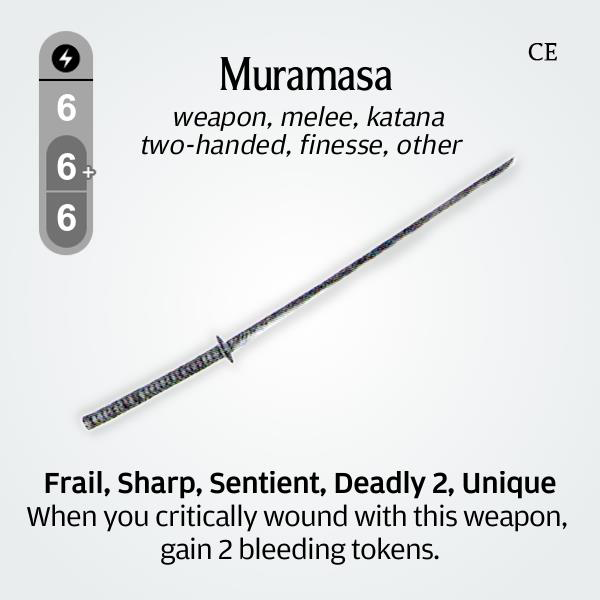 CE
Muramasa
weapon, melee, katana
two-handed, finesse, other
6
6+
6
Frail, Sharp, Sentient, Deadly 2, Unique
When you critically wound with this weapon,
gain 2 bleeding tokens.